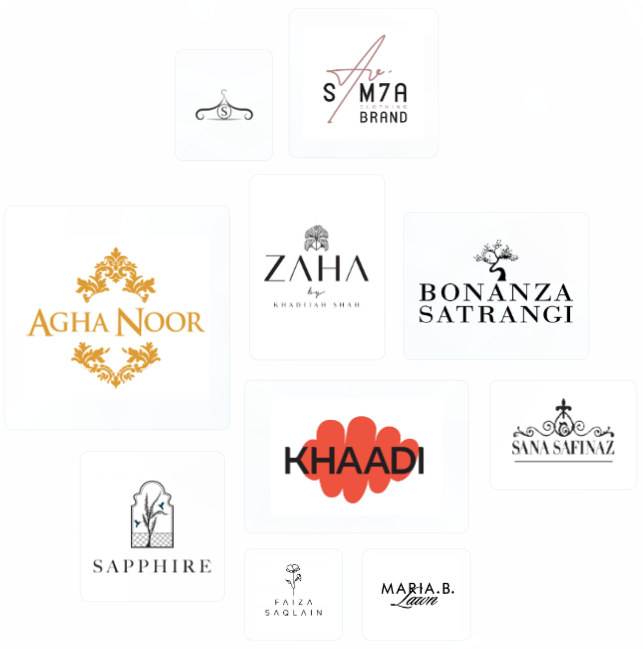 S
Av.
S M7A
CLOTHING
BRAND
ZAHA
by
KHADIJAH SHAH
BONANZA
SATRANGI
AGHA NOOR
KHAADI
SANA SAFINAZ
SAPPHIRE
FAIZA
SAQLAIN
MARIA.B.
Lawn